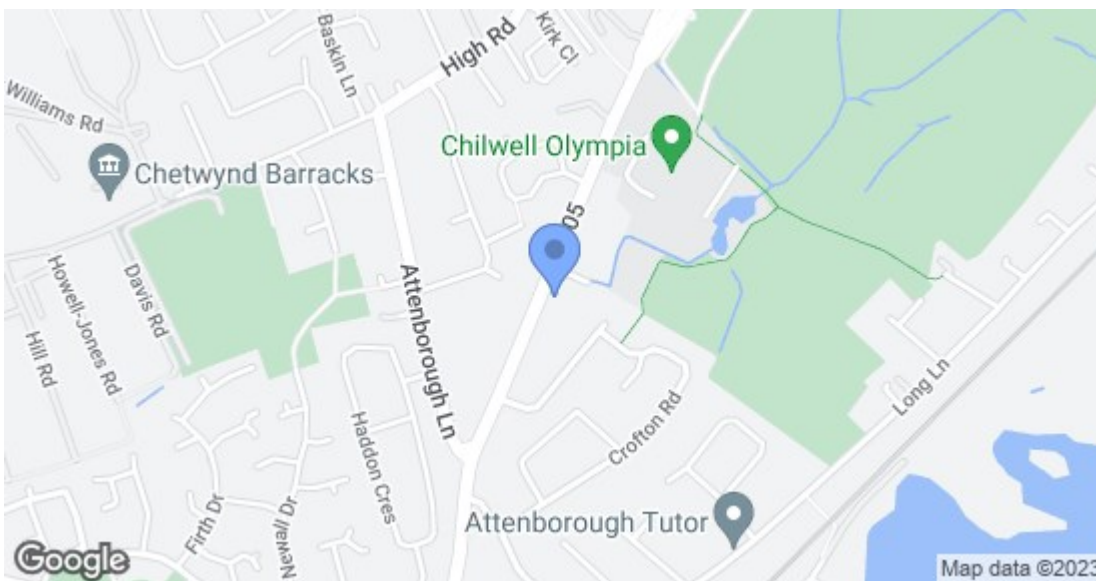 Baskin Ln
High Rd
Kirk Cl
Williams Rd
Chilwell Olympia
Chetwynd Barracks
05
Attenborough Ln
Davis Rd
Howell-Jones Rd
Hill Rd
Long Ln
Haddon Cres
Crofton Rd
Firth Dr
Newall Dr
Attenborough Tutor
Google
Map data ©2023